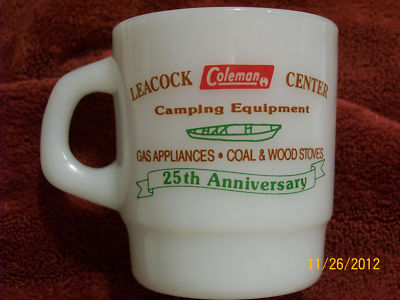 LEACOCK Coleman CENTER
Camping Equipment
GAS APPLIANCES • COAL & WOOD STOVES
25th Anniversary
11/26/2012